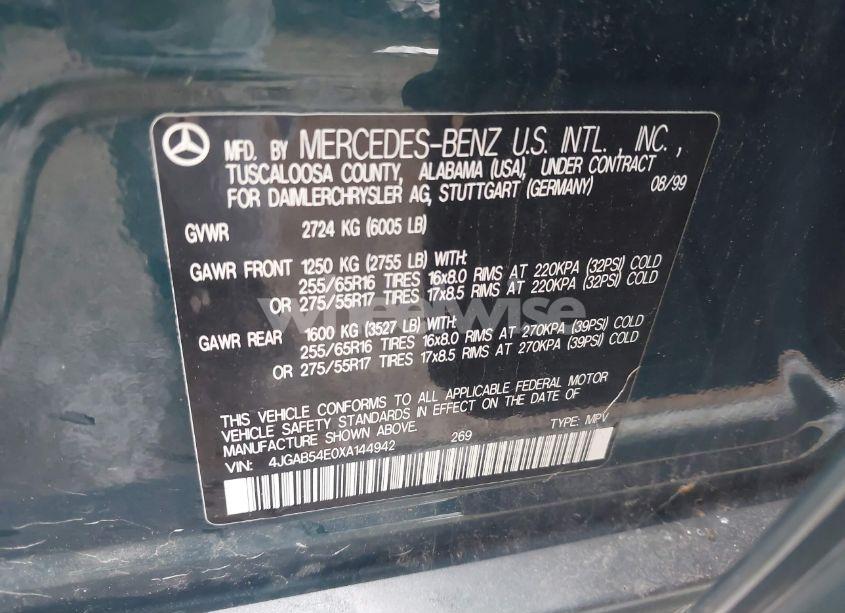 MFD. BY MERCEDES-BENZ U.S. INTL., INC.,
TUSCALOOSA COUNTY, ALABAMA (USA), UNDER CONTRACT
FOR DAIMLERCHRYSLER AG, STUTTGART (GERMANY) 08/99
GVWR 2724 KG (6005 LB)
GAWR FRONT 1250 KG (2755 LB) WITH:
255/65R16 TIRES 16x8.0 RIMS AT 220KPA (32PSI) COLD
OR 275/55R17 TIRES 17x8.5 RIMS AT 220KPA (32PSI) COLD
wheelwise
GAWR REAR 1600 KG (3527 LB) WITH:
255/65R16 TIRES 16x8.0 RIMS AT 270KPA (39PSI) COLD
OR 275/55R17 TIRES 17x8.5 RIMS AT 270KPA (39PSI) COLD
THIS VEHICLE CONFORMS TO ALL APPLICABLE FEDERAL MOTOR
VEHICLE SAFETY STANDARDS IN EFFECT ON THE DATE OF
MANUFACTURE SHOWN ABOVE. 269 TYPE: MPV
VIN: 4JGAB54E0XA144942